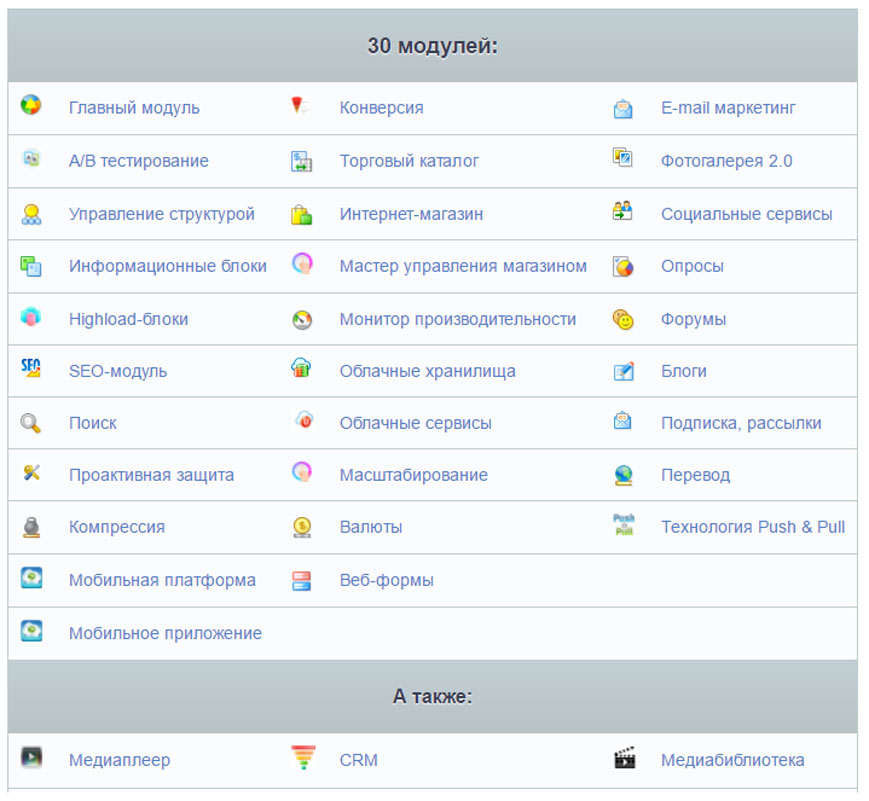 30 модулей:
Главный модуль Конверсия E-mail маркетинг
A/B тестирование Торговый каталог Фотогалерея 2.0
Управление структурой Интернет-магазин Социальные сервисы
Информационные блоки Мастер управления магазином Опросы
Highload-блоки Монитор производительности Форумы
SEO SEO-модуль Облачные хранилища Блоги
Поиск Облачные сервисы Подписка, рассылки
Проактивная защита Масштабирование Перевод
Компрессия Валюты Push Pull Технология Push & Pull
Мобильная платформа Веб-формы
Мобильное приложение
А также:
Медиаплеер CRM Медиабиблиотека